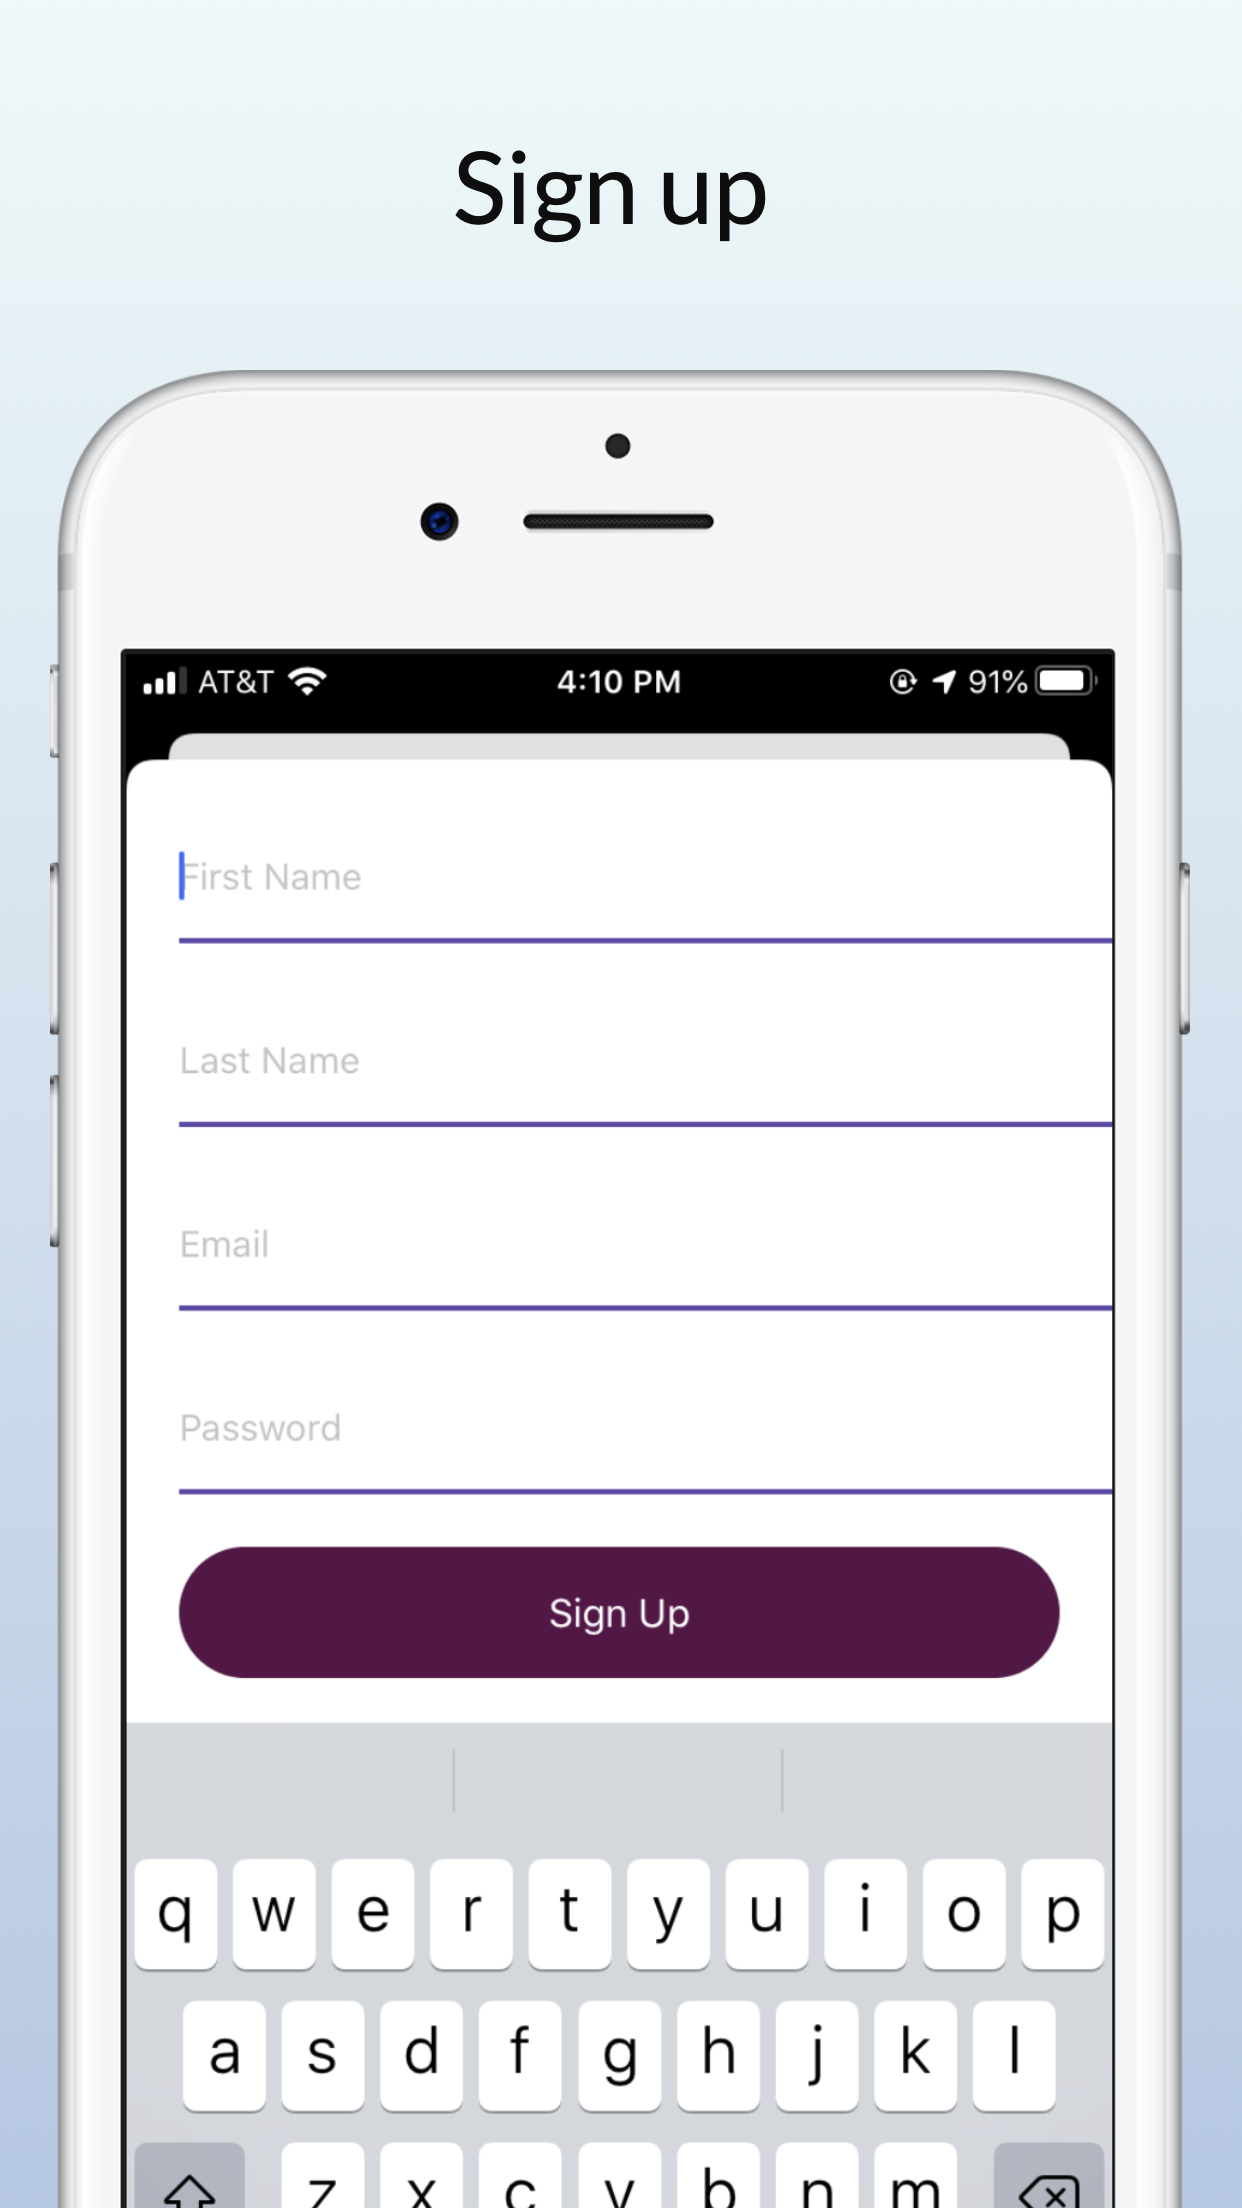 Sign up
AT&T 4:10 PM 91%
First Name
Last Name
Email
Password
Sign Up
q w e r t y u i o p
a s d f g h j k l
z x c v b n m